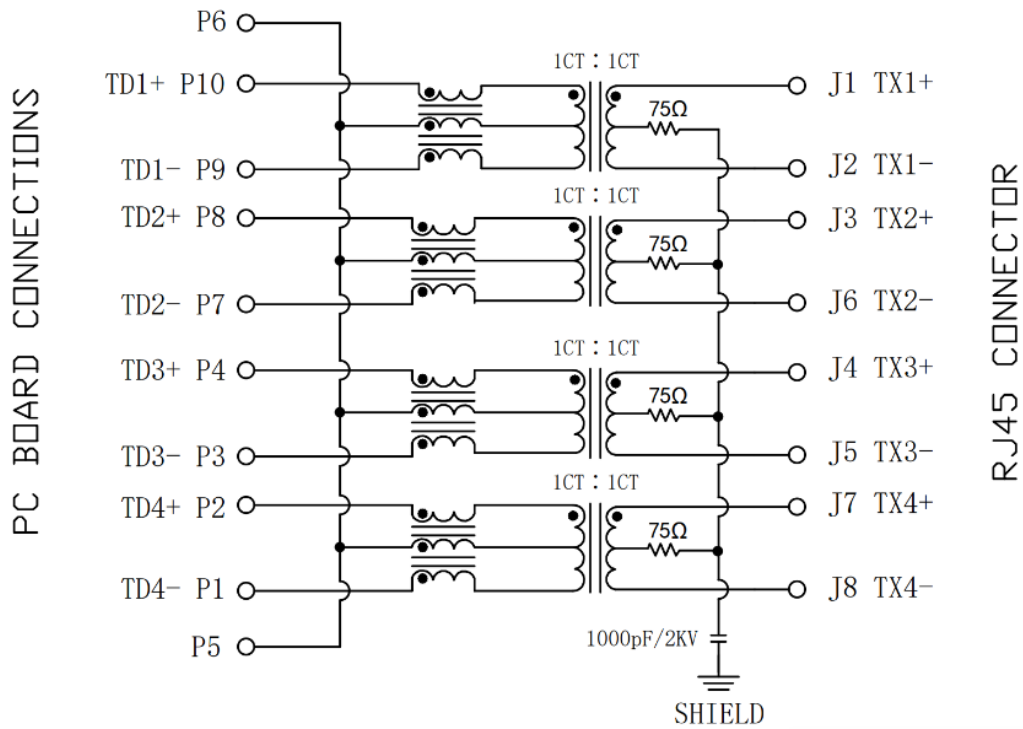 PC BOARD CONNECTIONS
P6
TD1+ P10
1CT : 1CT
75Ω
J1 TX1+
TD1- P9
J2 TX1-
TD2+ P8
1CT : 1CT
75Ω
J3 TX2+
TD2- P7
J6 TX2-
TD3+ P4
1CT : 1CT
75Ω
J4 TX3+
TD3- P3
J5 TX3-
TD4+ P2
1CT : 1CT
75Ω
J7 TX4+
TD4- P1
J8 TX4-
P5
1000pF/2KV
SHIELD
RJ45 CONNECTOR